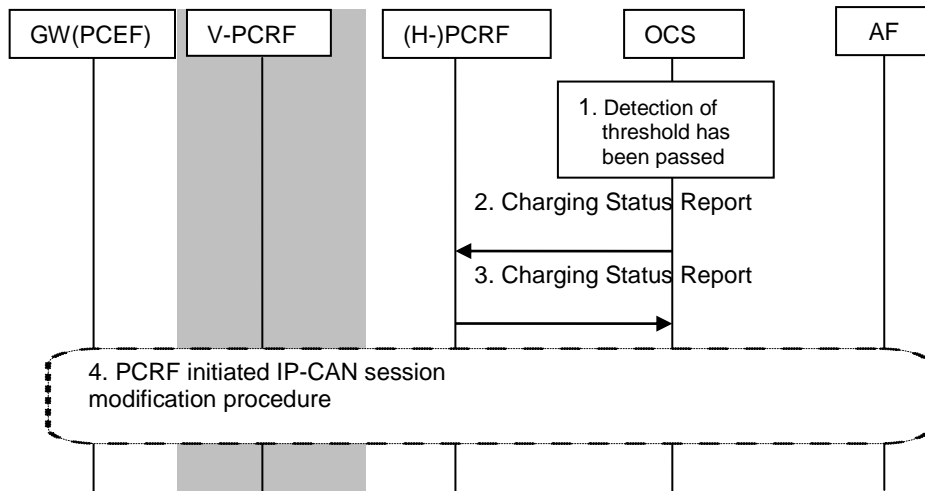 GW(PCEF)
V-PCRF
(H-)PCRF
OCS
AF
1. Detection of
threshold has
been passed
2. Charging Status Report
3. Charging Status Report
4. PCRF initiated IP-CAN session
modification procedure